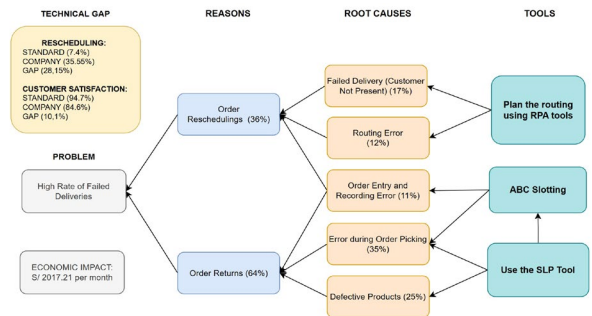 TECHNICAL GAP
RESCHEDULING:
STANDARD (7.4%)
COMPANY (35.55%)
GAP (28,15%)
CUSTOMER SATISFACTION:
STANDARD (94.7%)
COMPANY (84.6%)
GAP (10,1%)
PROBLEM
High Rate of Failed
Deliveries
ECONOMIC IMPACT:
S/ 2017.21 per month
REASONS
Order
Reschedulings (36%)
Order Returns (64%)
ROOT CAUSES
Failed Delivery (Customer
Not Present) (17%)
Routing Error
(12%)
Order Entry and
Recording Error (11%)
Error during Order Picking
(35%)
Defective Products (25%)
TOOLS
Plan the routing
using RPA tools
ABC Slotting
Use the SLP Tool